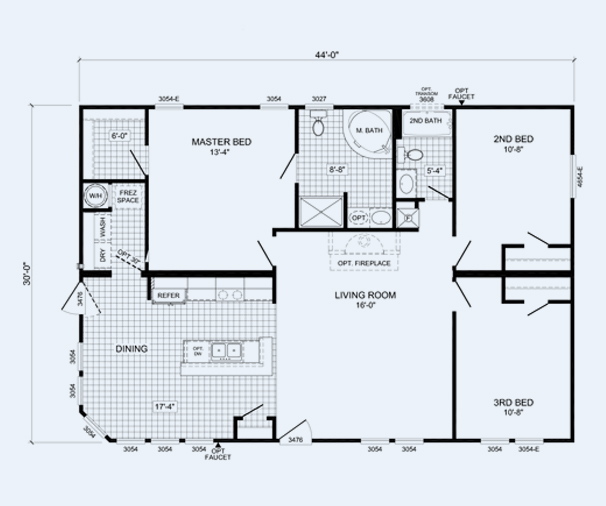 44'-0"
3054-E
3054
3027
OPT.
TRANSOM
3608
OPT
FAUCET
6'-0"
MASTER BED
13'-4"
M. BATH
2ND BATH
2ND BED
10'-8"
8'-8"
5'-4"
4654-E
W/H
FREZ
SPACE
OPT
F
WASH
DRY
OPT 30"
OPT. FIREPLACE
30'-0"
3476
REFER
LIVING ROOM
16'-0"
DINING
OPT.
DW
3054
3054
17'-4"
3RD BED
10'-8"
3054
3054
3054
3054
OPT
FAUCET
3476
3054
3054
3054
3054-E